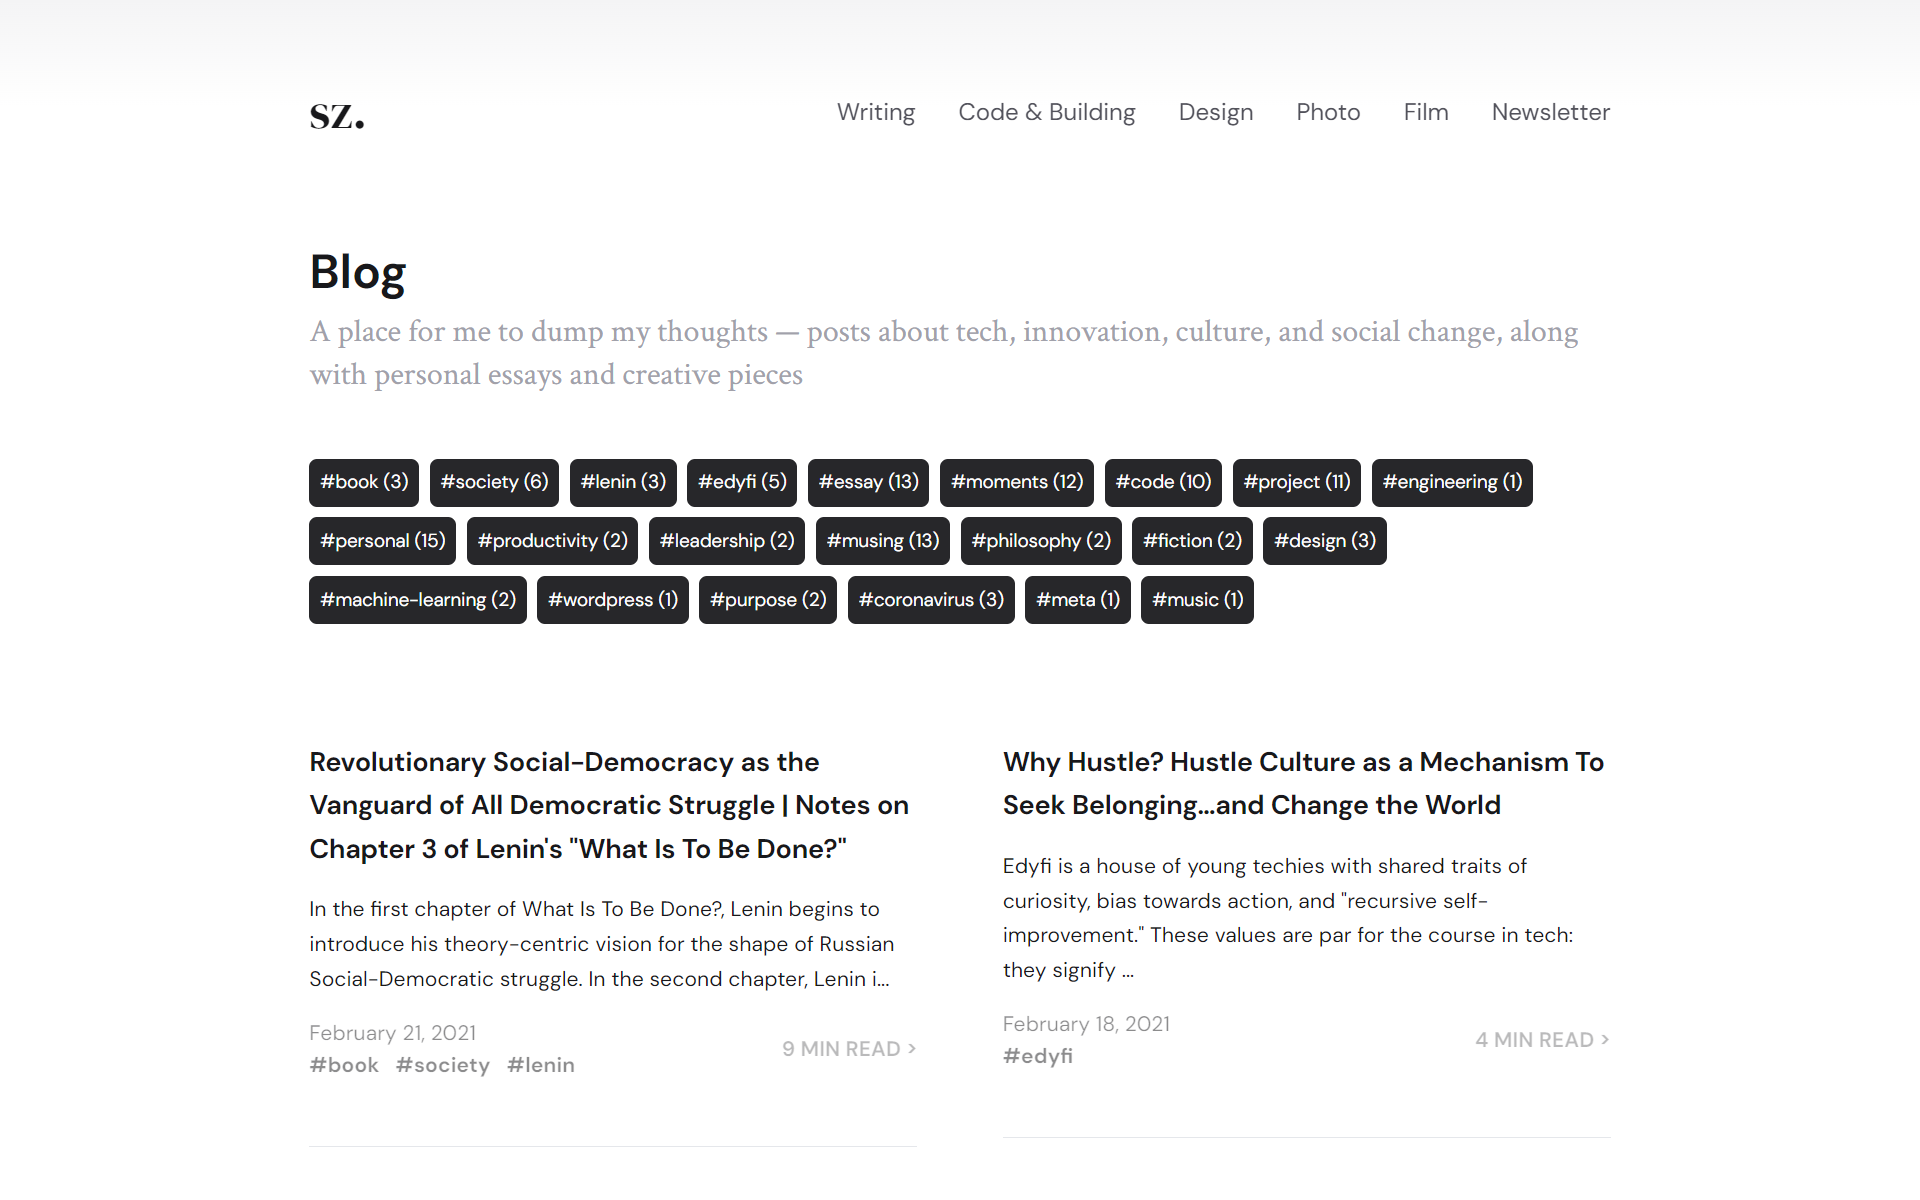 SZ.
Writing Code & Building Design Photo Film Newsletter
Blog
A place for me to dump my thoughts — posts about tech, innovation, culture, and social change, along
with personal essays and creative pieces
#book (3) #society (6) #lenin (3) #edyfi (5) #essay (13) #moments (12) #code (10) #project (11) #engineering (1)
#personal (15) #productivity (2) #leadership (2) #musing (13) #philosophy (2) #fiction (2) #design (3)
#machine-learning (2) #wordpress (1) #purpose (2) #coronavirus (3) #meta (1) #music (1)
Revolutionary Social-Democracy as the
Vanguard of All Democratic Struggle | Notes on
Chapter 3 of Lenin's "What Is To Be Done?"
In the first chapter of What Is To Be Done?, Lenin begins to
introduce his theory-centric vision for the shape of Russian
Social-Democratic struggle. In the second chapter, Lenin i...
February 21, 2021
#book #society #lenin
9 MIN READ >
Why Hustle? Hustle Culture as a Mechanism To
Seek Belonging...and Change the World
Edyfi is a house of young techies with shared traits of
curiosity, bias towards action, and "recursive self-
improvement." These values are par for the course in tech:
they signify ...
February 18, 2021
#edyfi
4 MIN READ >